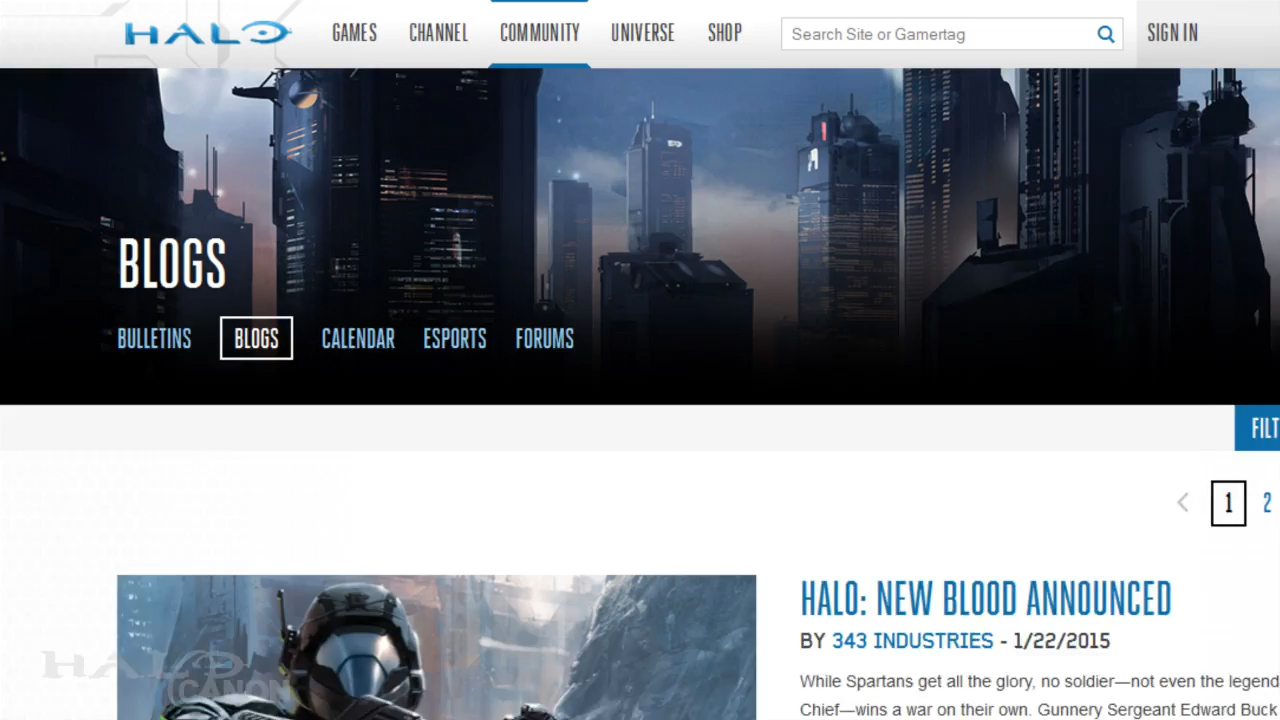 HALO
GAMES CHANNEL COMMUNITY UNIVERSE SHOP
Search Site or Gamertag
SIGN IN
BLOGS
BULLETINS BLOGS CALENDAR ESPORTS FORUMS
FILT
1 2
HALO: NEW BLOOD ANNOUNCED
BY 343 INDUSTRIES - 1/22/2015
While Spartans get all the glory, no soldier—not even the legend
Chief—wins a war on their own. Gunnery Sergeant Edward Buck
HALO
CANON